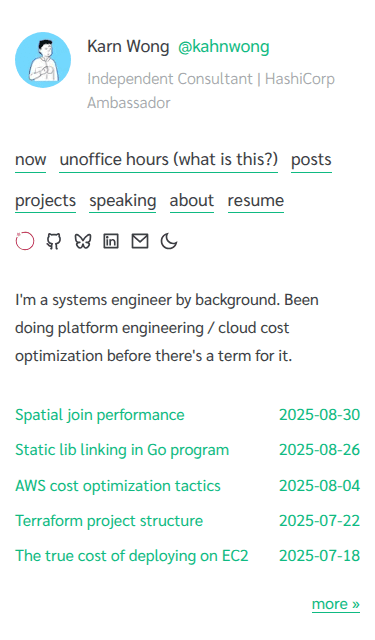 Karn Wong @kahnwong
Independent Consultant | HashiCorp
Ambassador
now unoffice hours (what is this?) posts
projects speaking about resume
I'm a systems engineer by background. Been
doing platform engineering / cloud cost
optimization before there's a term for it.
Spatial join performance 2025-08-30
Static lib linking in Go program 2025-08-26
AWS cost optimization tactics 2025-08-04
Terraform project structure 2025-07-22
The true cost of deploying on EC2 2025-07-18
more »